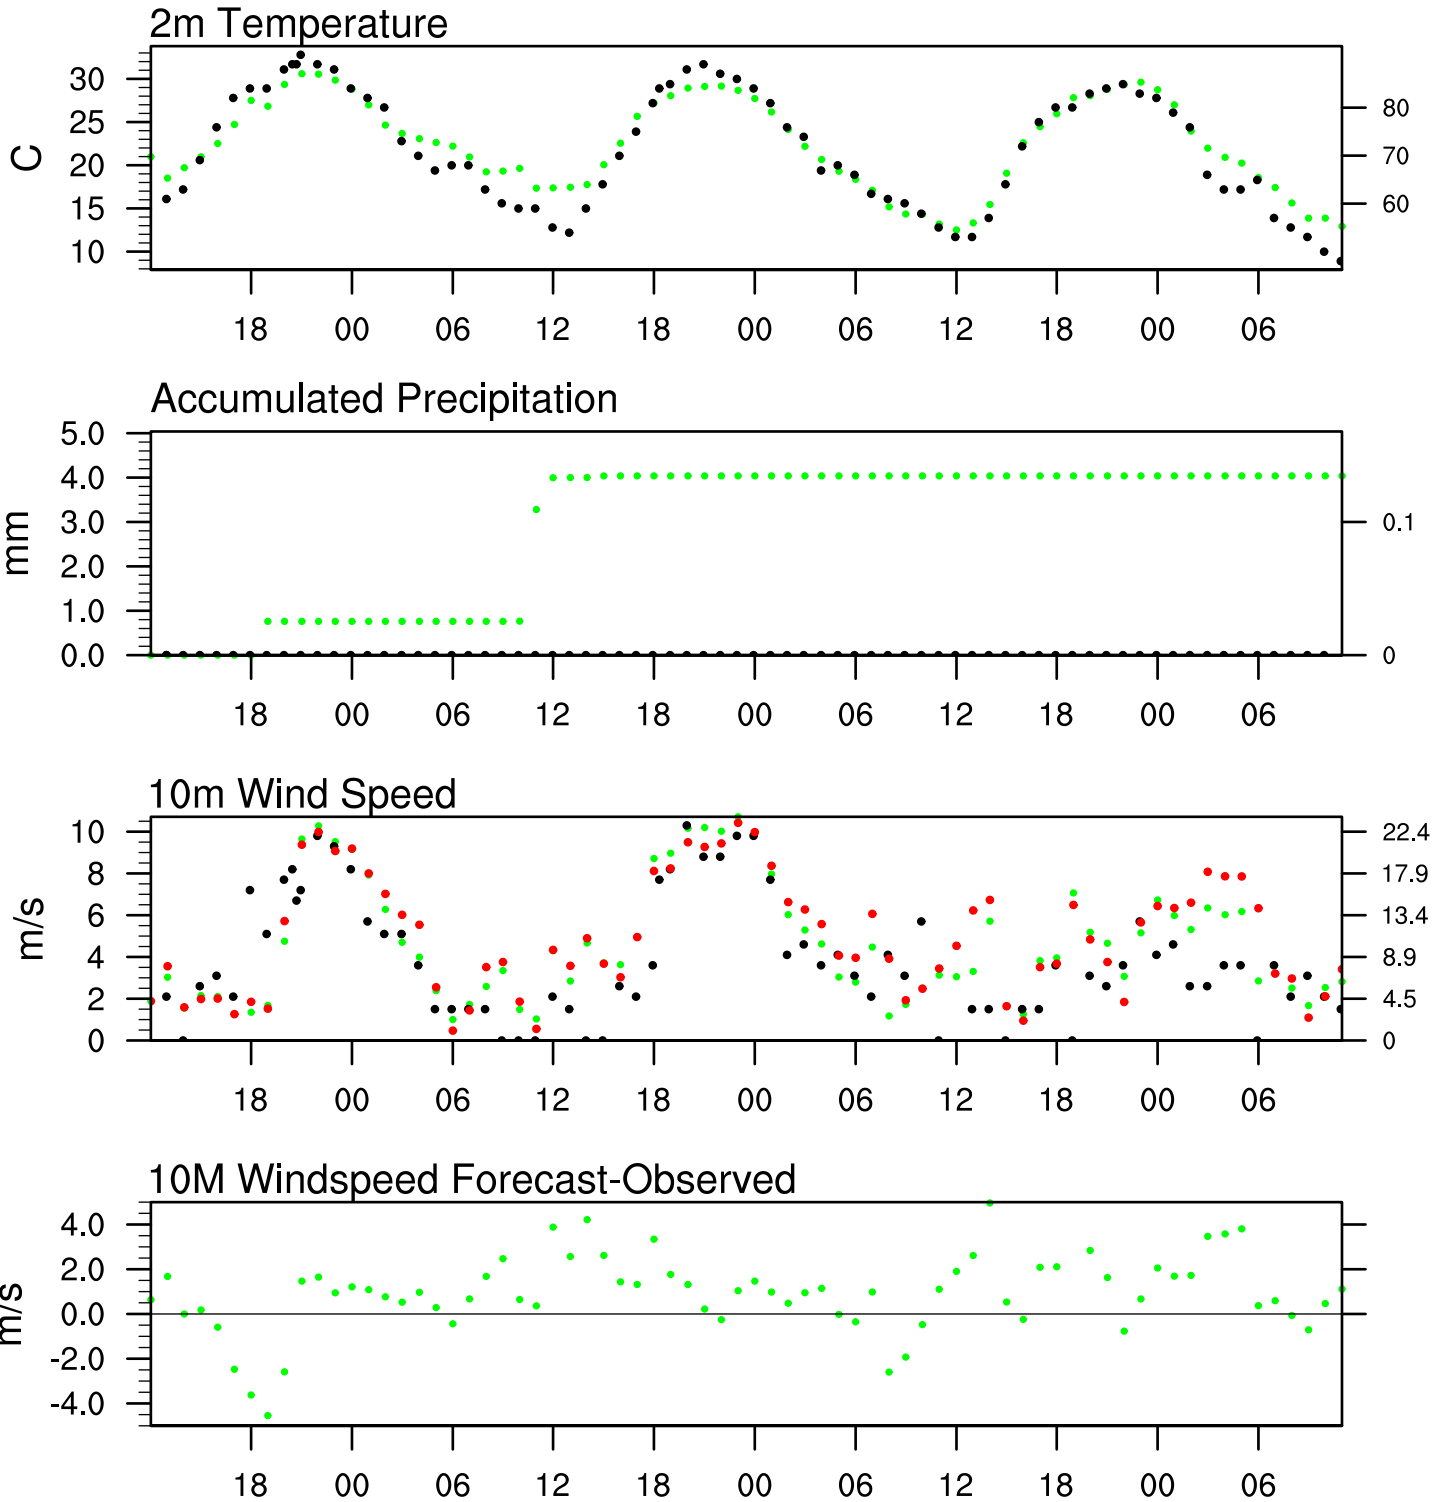 2m Temperature
30
25
20
15
10
C
80
70
60
18 00 06 12 18 00 06 12 18 00 06
Accumulated Precipitation
5.0
4.0
3.0
2.0
1.0
0.0
mm
0.1
0
18 00 06 12 18 00 06 12 18 00 06
10m Wind Speed
10
8
6
4
2
0
m/s
22.4
17.9
13.4
8.9
4.5
0
18 00 06 12 18 00 06 12 18 00 06
10M Windspeed Forecast-Observed
4.0
2.0
0.0
-2.0
-4.0
m/s
18 00 06 12 18 00 06 12 18 00 06